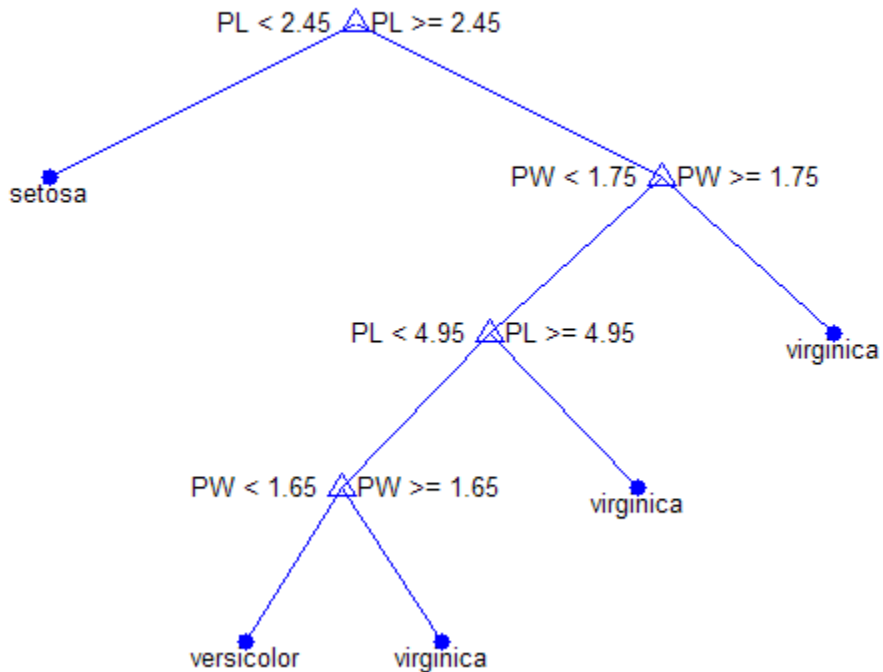 PL < 2.45 PL >= 2.45
setosa
PW < 1.75 PW >= 1.75
PL < 4.95 PL >= 4.95
virginica
PW < 1.65 PW >= 1.65
virginica
versicolor virginica